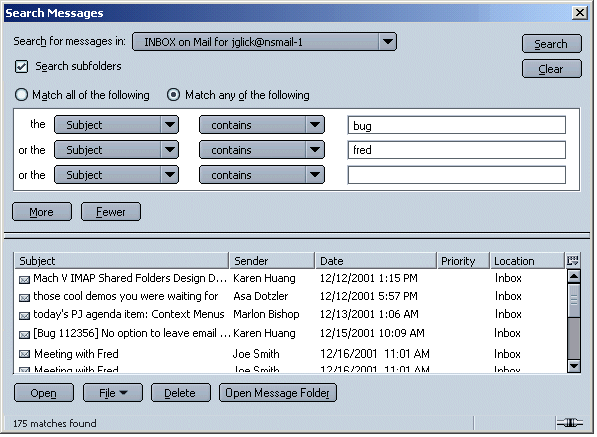 Search Messages
Search for messages in: INBOX on Mail for jglick@nsmail-1 Search
Search subfolders Clear
Match all of the following Match any of the following
the Subject contains bug
or the Subject contains fred
or the Subject contains
More Fewer
Subject Sender Date Priority Location
Mach V IMAP Shared Folders Design D... Karen Huang 12/12/2001 1:15 PM Inbox
those cool demos you were waiting for Asa Dotzler 12/12/2001 5:57 PM Inbox
today's PJ agenda item: Context Menus Marlon Bishop 12/13/2001 1:06 AM Inbox
[Bug 112356] No option to leave email ... Karen Huang 12/15/2001 10:09 AM Inbox
Meeting with Fred Joe Smith 12/16/2001 11:01 AM Inbox
Meeting with Fred Joe Smith 12/16/2001 11:01 AM Inbox
Open File Delete Open Message Folder
175 matches found